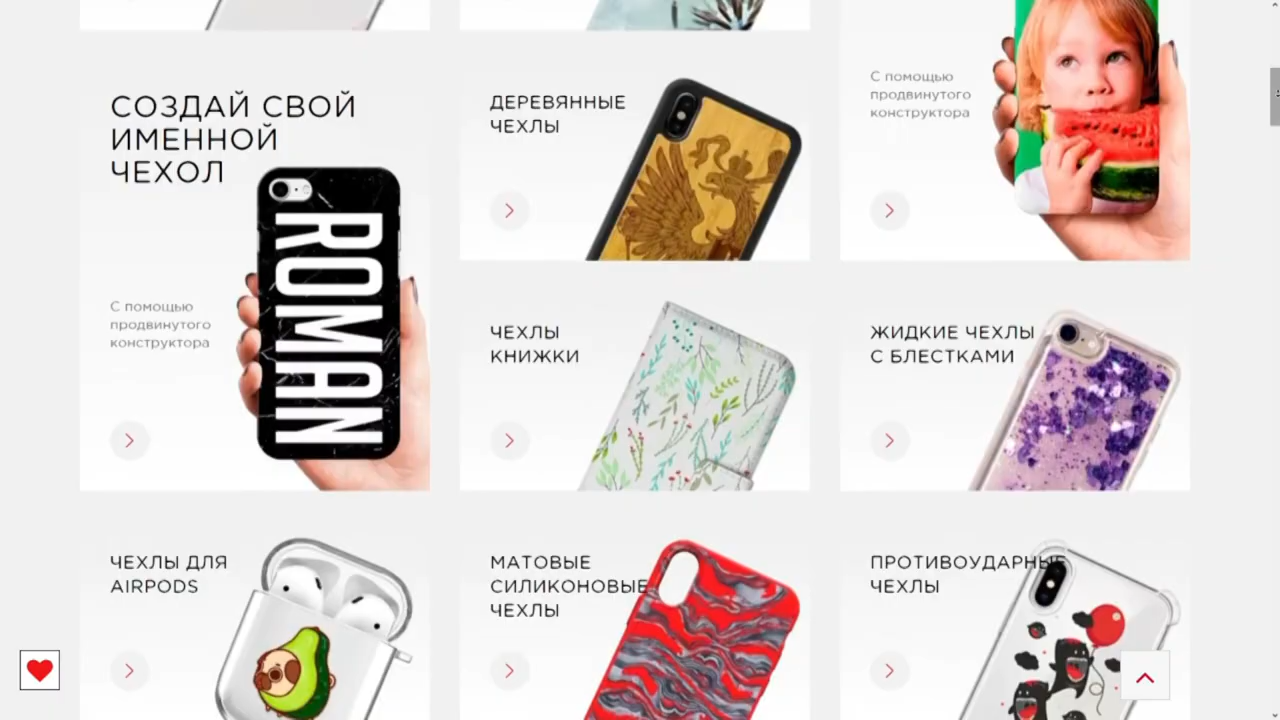 СОЗДАЙ СВОЙ
ИМЕННОЙ
ЧЕХОЛ
С помощью
продвинутого
конструктора
ROMAN
ДЕРЕВЯННЫЕ
ЧЕХЛЫ
С помощью
продвинутого
конструктора
ЧЕХЛЫ
КНИЖКИ
ЖИДКИЕ ЧЕХЛЫ
С БЛЕСТКАМИ
ЧЕХЛЫ ДЛЯ
AIRPODS
МАТОВЫЕ
СИЛИКОНОВЫЕ
ЧЕХЛЫ
ПРОТИВОУДАРНЫЕ
ЧЕХЛЫ